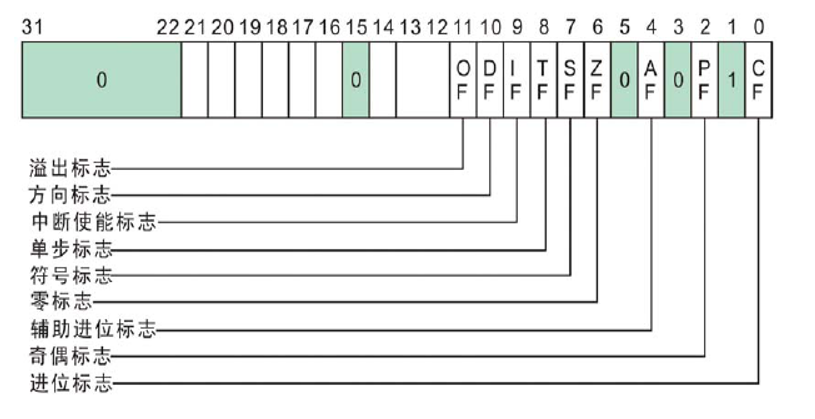 31 22 21 20 19 18 17 16 15 14 13 12 11 10 9 8 7 6 5 4 3 2 1 0
0 0 OF DF IF TF SF ZF 0 AF 0 PF 1 CF
溢出标志
方向标志
中断使能标志
单步标志
符号标志
零标志
辅助进位标志
奇偶标志
进位标志